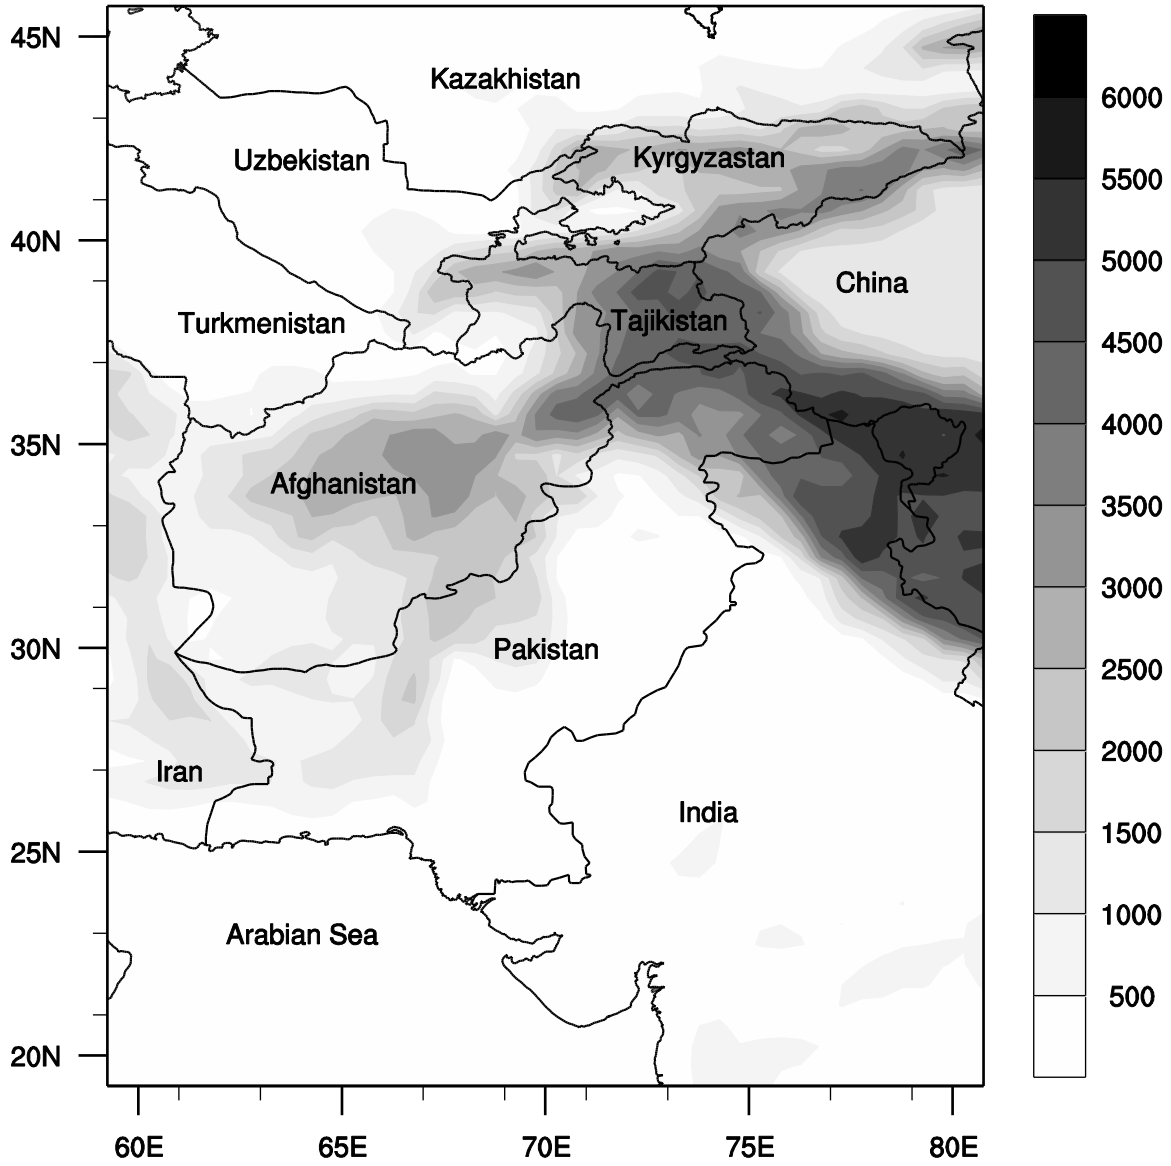 45N
Kazakhistan
6000
Uzbekistan
Kyrgyzastan
5500
40N
5000
China
Turkmenistan
Tajikistan
4500
4000
35N
Afghanistan
3500
3000
30N
Pakistan
2500
2000
Iran
India
1500
25N
1000
Arabian Sea
500
20N
60E 65E 70E 75E 80E